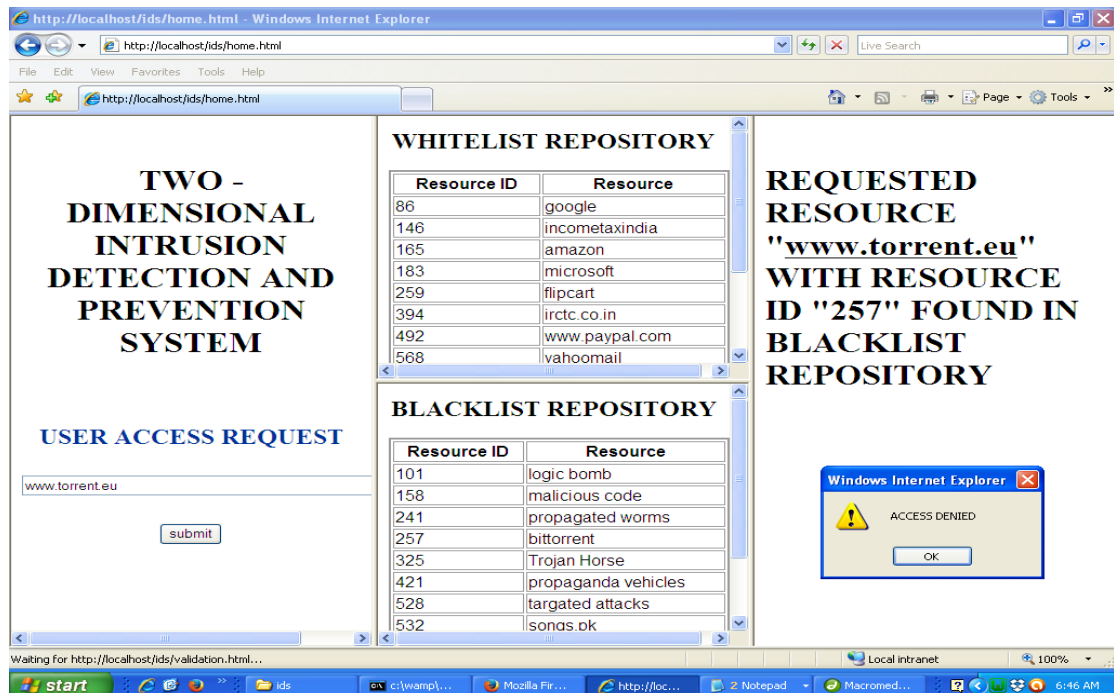 http://localhost/ids/home.html - Windows Internet Explorer
http://localhost/ids/home.html
Live Search
File Edit View Favorites Tools Help
http://localhost/ids/home.html
Page Tools
TWO -
DIMENSIONAL
INTRUSION
DETECTION AND
PREVENTION
SYSTEM
USER ACCESS REQUEST
www.torrent.eu
submit
WHITELIST REPOSITORY
Resource ID Resource
86 google
146 incometaxindia
165 amazon
183 microsoft
259 flipcart
394 irctc.co.in
492 www.paypal.com
568 yahoomail
BLACKLIST REPOSITORY
Resource ID Resource
101 logic bomb
158 malicious code
241 propagated worms
257 bittorrent
325 Trojan Horse
421 propaganda vehicles
528 targated attacks
532 songs.pk
REQUESTED
RESOURCE
"www.torrent.eu"
WITH RESOURCE
ID "257" FOUND IN
BLACKLIST
REPOSITORY
Windows Internet Explorer
ACCESS DENIED
OK
Waiting for http://localhost/ids/validation.html...
Local intranet 100%
start ids c:\wamp\... Mozilla Fir... http://loc... 2 Notepad Macromed... 6:46 AM